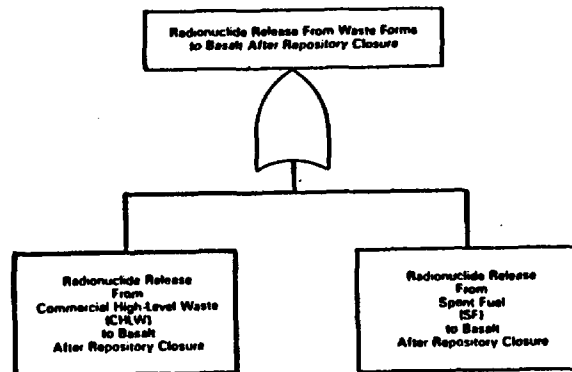 Radionuclide Release From Waste Forms
to Basalt After Repository Closure
Radionuclide Release
From
Commercial High-Level Waste
(CHLW)
to Basalt
After Repository Closure
Radionuclide Release
From
Spent Fuel
(SF)
to Basalt
After Repository Closure